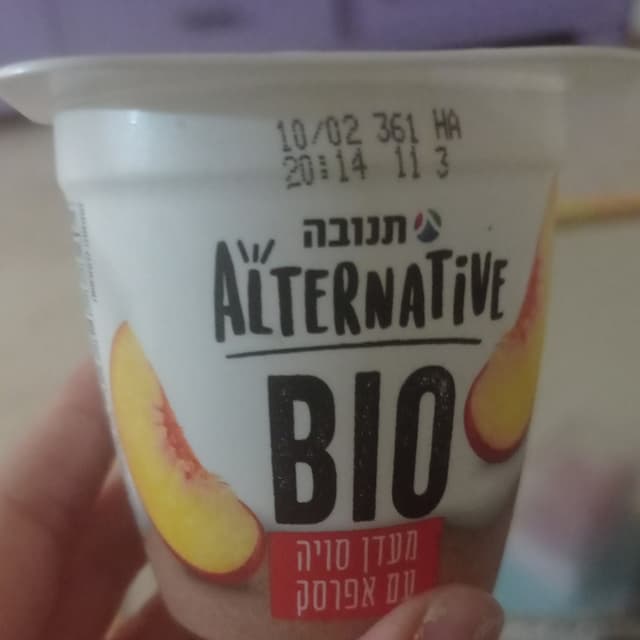 10/02 361 HA
20:14 11 3
תנובה
ALTERNATIVE
BIO
מעדן סויה
עם אפרסק